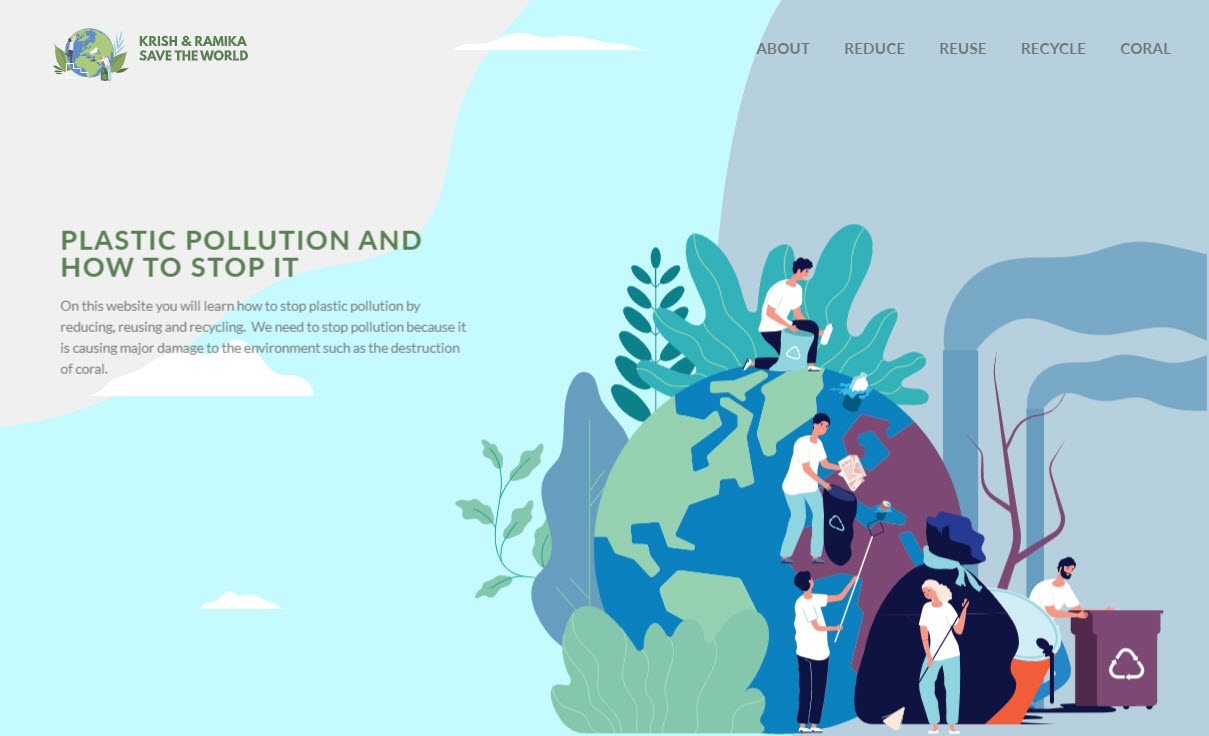 KRISH & RAMIKA
SAVE THE WORLD
ABOUT REDUCE REUSE RECYCLE CORAL
PLASTIC POLLUTION AND
HOW TO STOP IT
On this website you will learn how to stop plastic pollution by
reducing, reusing and recycling. We need to stop pollution because it
is causing major damage to the environment such as the destruction
of coral.